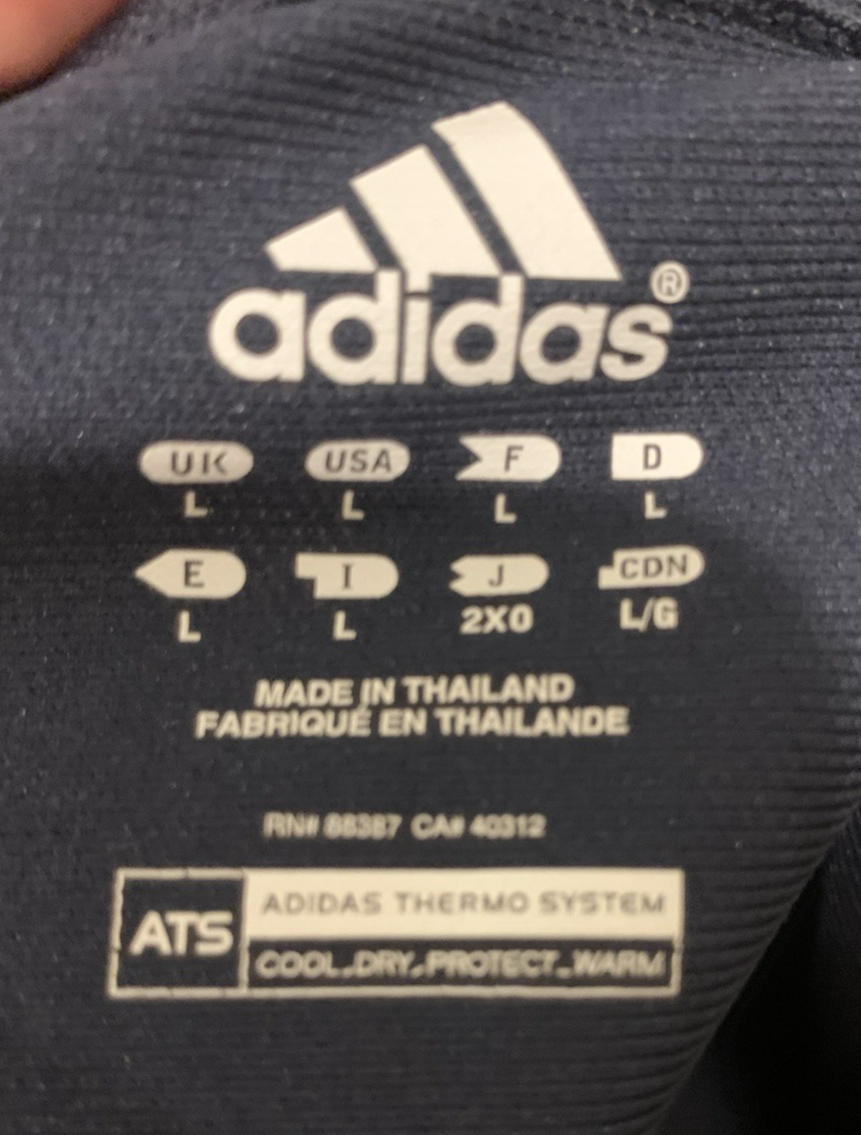 adidas®
UK USA F D
L L L L
E I J CDN
L L 2XO L/G
MADE IN THAILAND
FABRIQUÉ EN THAILANDE
RN# 88387 CA# 40312
ATS ADIDAS THERMO SYSTEM
COOL.DRY.PROTECT.WARM